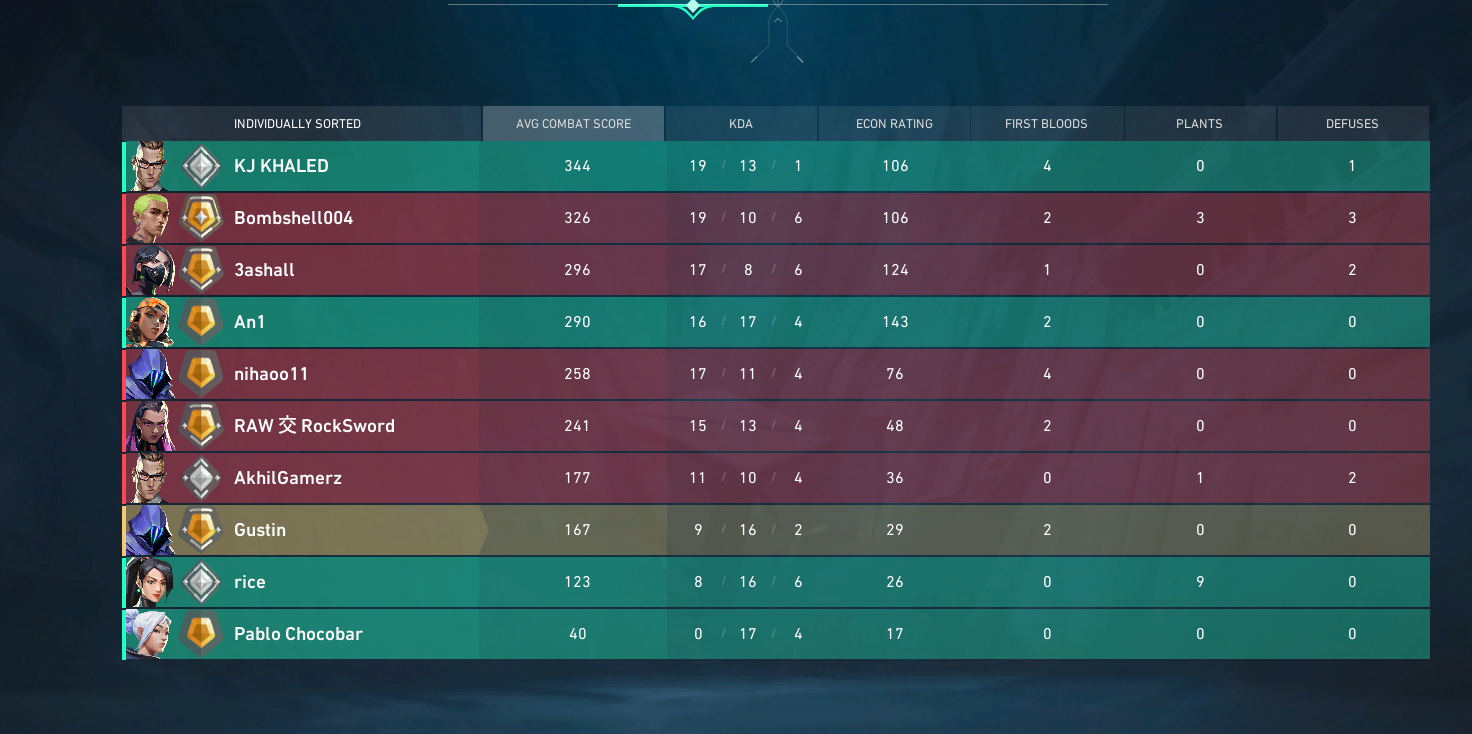 INDIVIDUALLY SORTED AVG COMBAT SCORE KDA ECON RATING FIRST BLOODS PLANTS DEFUSES
KJ KHALED 344 19 / 13 / 1 106 4 0 1
Bombshell004 326 19 / 10 / 6 106 2 3 3
3ashall 296 17 / 8 / 6 124 1 0 2
An1 290 16 / 17 / 4 143 2 0 0
nihaoo11 258 17 / 11 / 4 76 4 0 0
RAW 交 RockSword 241 15 / 13 / 4 48 2 0 0
AkhilGamerz 177 11 / 10 / 4 36 0 1 2
Gustin 167 9 / 16 / 2 29 2 0 0
rice 123 8 / 16 / 6 26 0 9 0
Pablo Chocobar 40 0 / 17 / 4 17 0 0 0